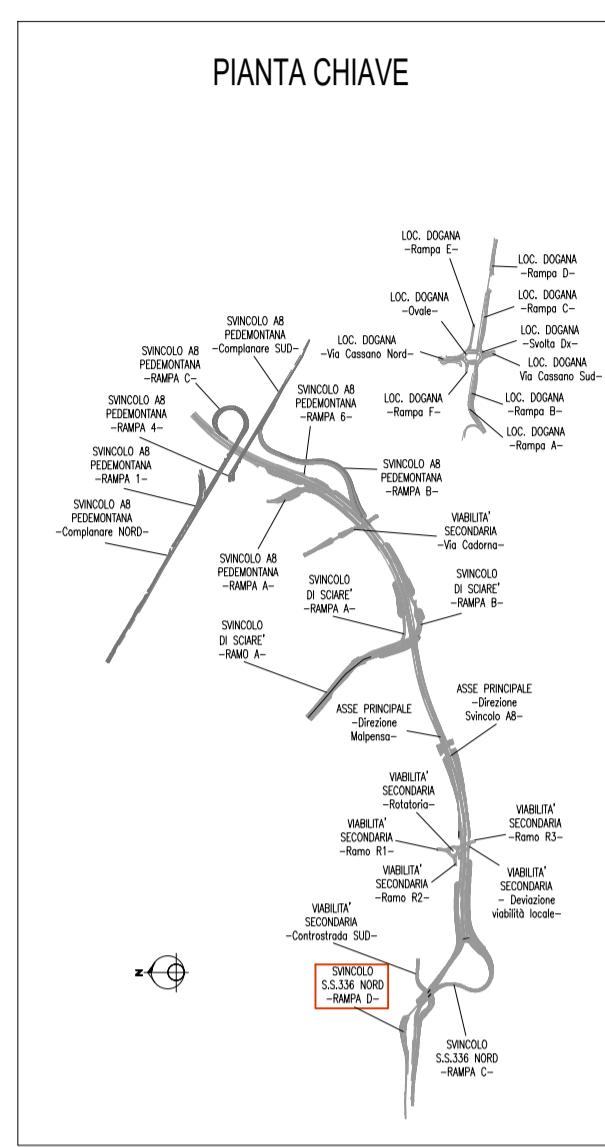 PIANTA CHIAVE
LOC. DOGANA
-Rampa E-
LOC. DOGANA
-Rampa D-
LOC. DOGANA
-Ovale-
LOC. DOGANA
-Rampa C-
LOC. DOGANA
-Via Cassano Nord-
LOC. DOGANA
-Svolta Dx-
LOC. DOGANA
Via Cassano Sud-
LOC. DOGANA
-Rampa F-
LOC. DOGANA
-Rampa B-
LOC. DOGANA
-Rampa A-
SVINCOLO A8
PEDEMONTANA
-Complanare SUD-
SVINCOLO A8
PEDEMONTANA
-RAMPA C-
SVINCOLO A8
PEDEMONTANA
-RAMPA 6-
SVINCOLO A8
PEDEMONTANA
-RAMPA 4-
SVINCOLO A8
PEDEMONTANA
-RAMPA 1-
SVINCOLO A8
PEDEMONTANA
-RAMPA B-
SVINCOLO A8
PEDEMONTANA
-Complanare NORD-
VIABILITA'
SECONDARIA
-Via Cadorna-
SVINCOLO A8
PEDEMONTANA
-RAMPA A-
SVINCOLO
DI SCIARE'
-RAMPA A-
SVINCOLO
DI SCIARE'
-RAMPA B-
SVINCOLO
DI SCIARE'
-RAMO A-
ASSE PRINCIPALE
-Direzione
Malpensa-
ASSE PRINCIPALE
-Direzione
Svincolo A8-
VIABILITA'
SECONDARIA
-Rotatoria-
VIABILITA'
SECONDARIA
-Ramo R1-
VIABILITA'
SECONDARIA
-Ramo R3-
VIABILITA'
SECONDARIA
-Ramo R2-
VIABILITA'
SECONDARIA
- Deviazione
viabilità locale-
VIABILITA'
SECONDARIA
-Controstrada SUD-
N
SVINCOLO
S.S.336 NORD
-RAMPA D-
SVINCOLO
S.S.336 NORD
-RAMPA C-